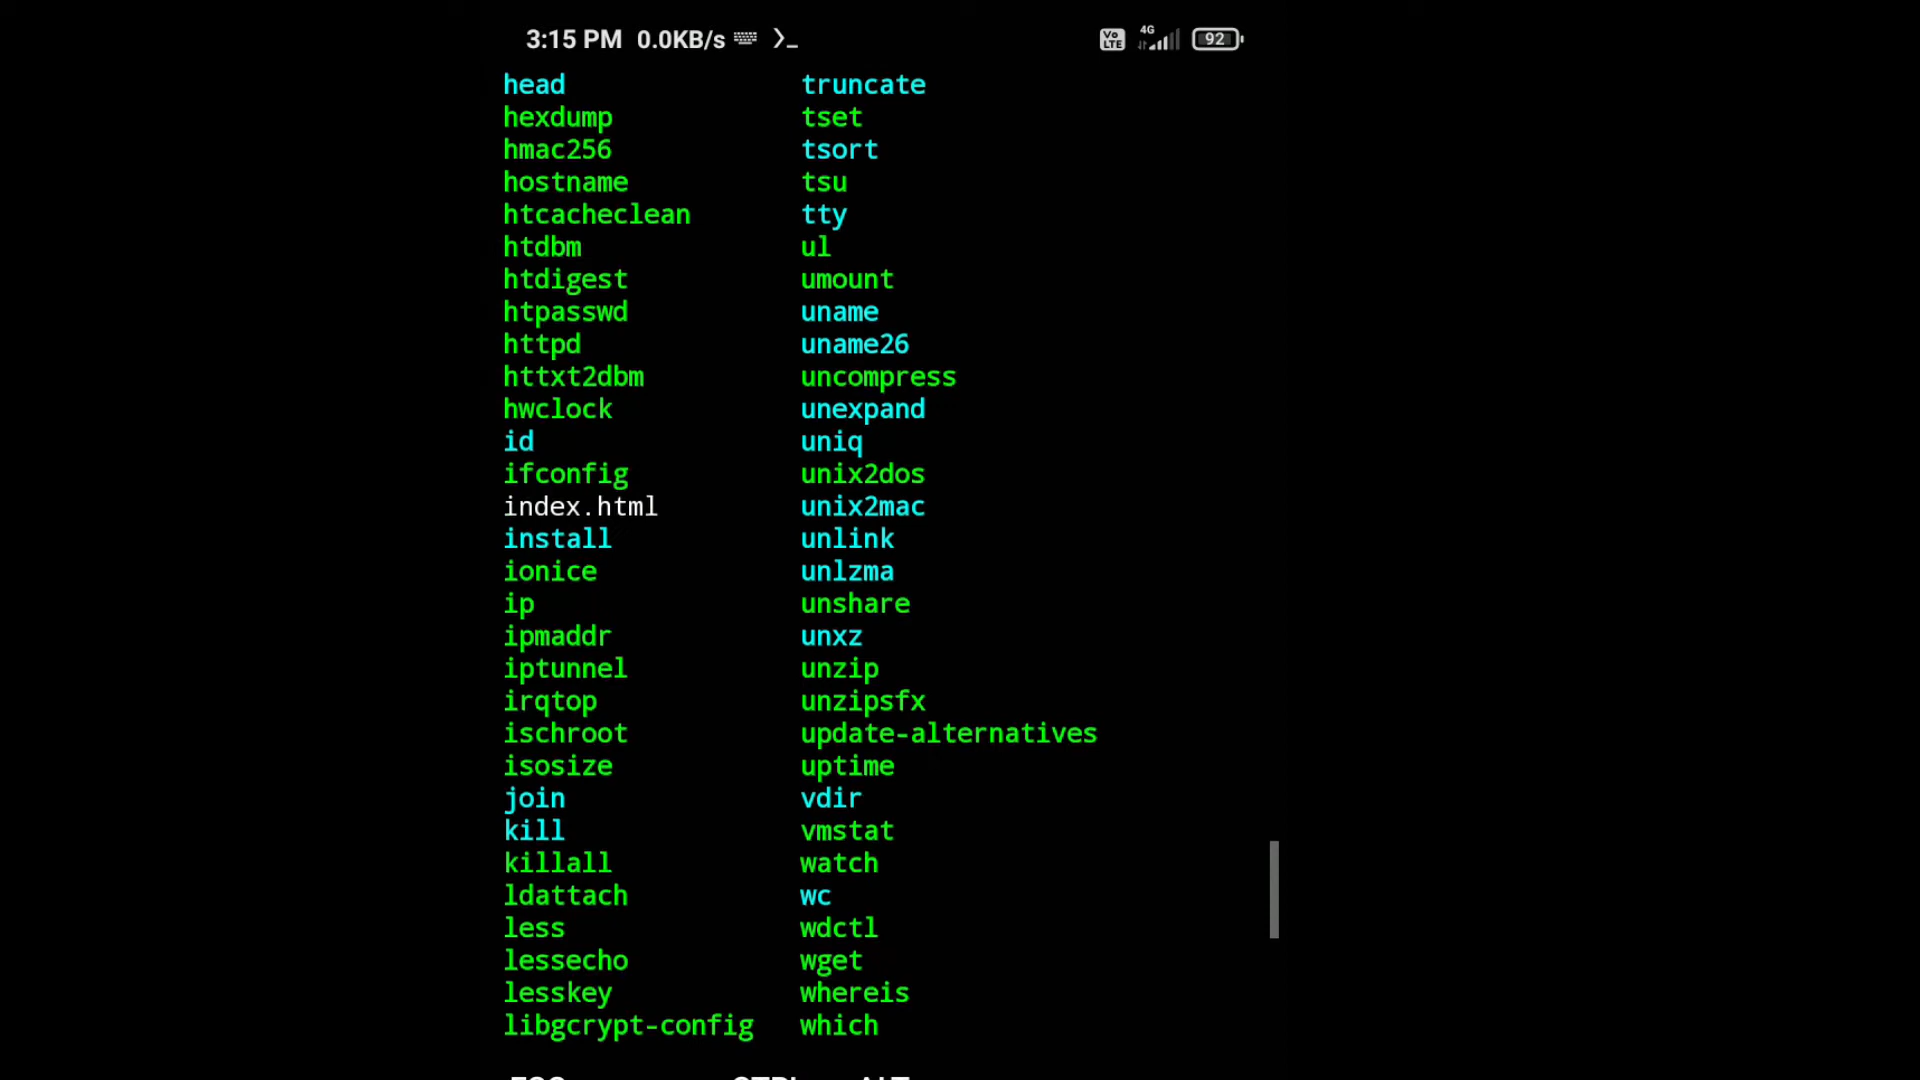 3:15 PM 0.0KB/s Vo LTE 4G 92
head truncate
hexdump tset
hmac256 tsort
hostname tsu
htcacheclean tty
htdbm ul
htdigest umount
htpasswd uname
httpd uname26
httxt2dbm uncompress
hwclock unexpand
id uniq
ifconfig unix2dos
index.html unix2mac
install unlink
ionice unlzma
ip unshare
ipmaddr unxz
iptunnel unzip
irqtop unzipsfx
ischroot update-alternatives
isosize uptime
join vdir
kill vmstat
killall watch
ldattach wc
less wdctl
lessecho wget
lesskey whereis
libgcrypt-config which